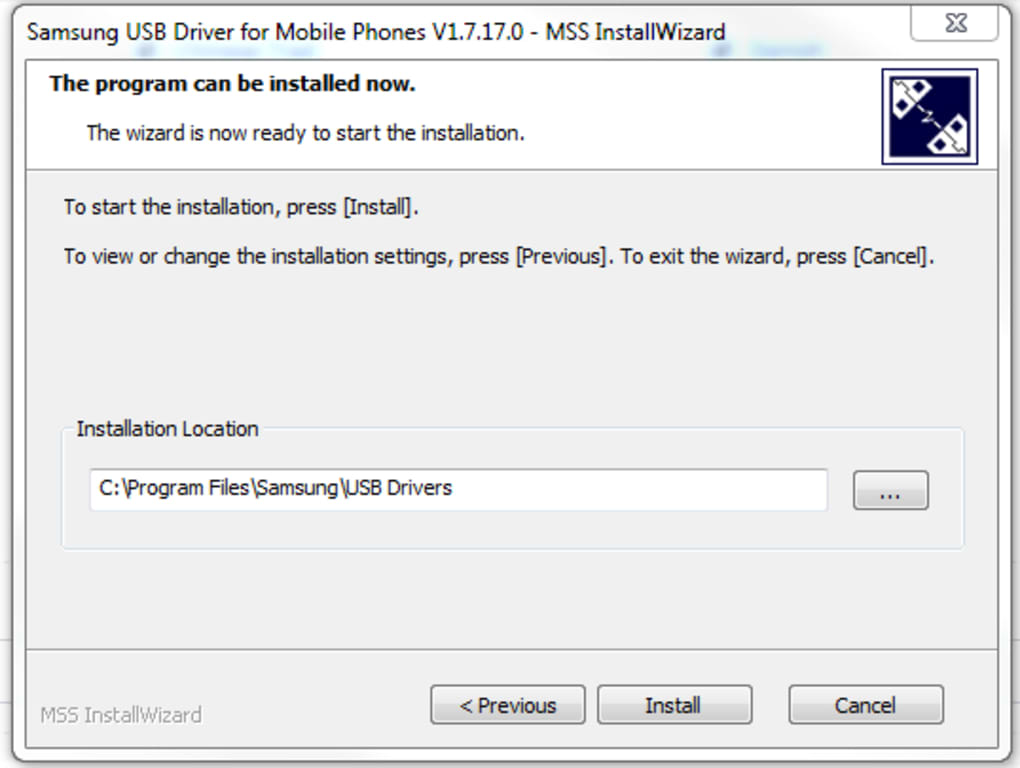 Samsung USB Driver for Mobile Phones V1.7.17.0 - MSS InstallWizard
The program can be installed now.
The wizard is now ready to start the installation.
To start the installation, press [Install].
To view or change the installation settings, press [Previous]. To exit the wizard, press [Cancel].
Installation Location
C:\Program Files\Samsung\USB Drivers
...
MSS InstallWizard
< Previous
Install
Cancel